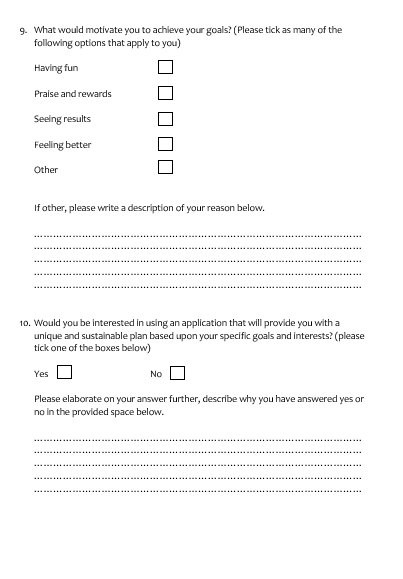 9. What would motivate you to achieve your goals? (Please tick as many of the
following options that apply to you)
Having fun
Praise and rewards
Seeing results
Feeling better
Other
If other, please write a description of your reason below.
………………………………………………………………………………………
………………………………………………………………………………………
………………………………………………………………………………………
………………………………………………………………………………………
………………………………………………………………………………………
10. Would you be interested in using an application that will provide you with a
unique and sustainable plan based upon your specific goals and interests? (please
tick one of the boxes below)
Yes No
Please elaborate on your answer further, describe why you have answered yes or
no in the provided space below.
………………………………………………………………………………………
………………………………………………………………………………………
………………………………………………………………………………………
………………………………………………………………………………………
………………………………………………………………………………………